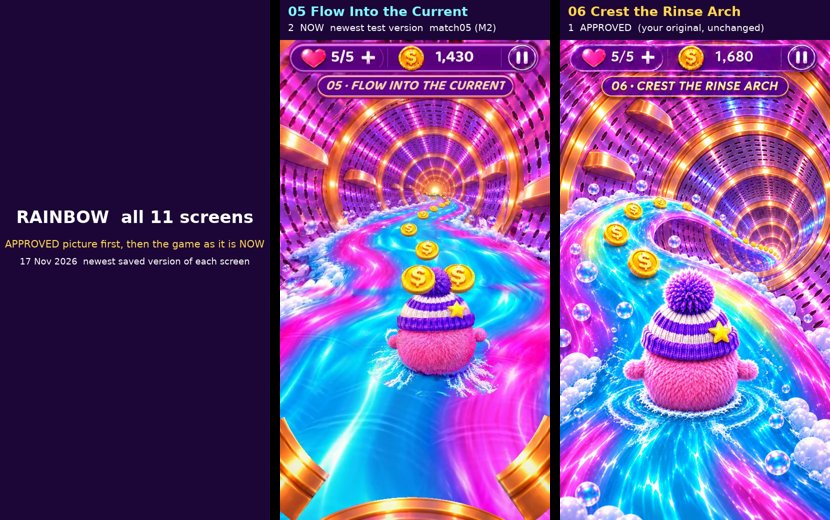 RAINBOW all 11 screens
APPROVED picture first, then the game as it is NOW
17 Nov 2026 newest saved version of each screen
05 Flow Into the Current
2 NOW newest test version match05 (M2)
5/5 + $ 1,430
05 • FLOW INTO THE CURRENT
$
$
$ $
06 Crest the Rinse Arch
1 APPROVED (your original, unchanged)
5/5 + $ 1,680
06 • CREST THE RINSE ARCH
$
$
$